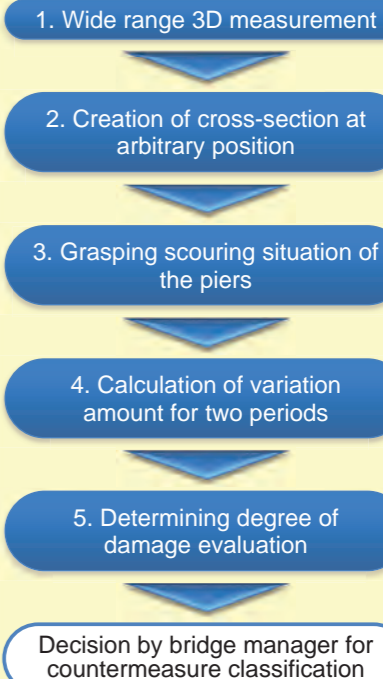 1. Wide range 3D measurement
2. Creation of cross-section at
arbitrary position
3. Grasping scouring situation of
the piers
4. Calculation of variation
amount for two periods
5. Determining degree of
damage evaluation
Decision by bridge manager for
countermeasure classification